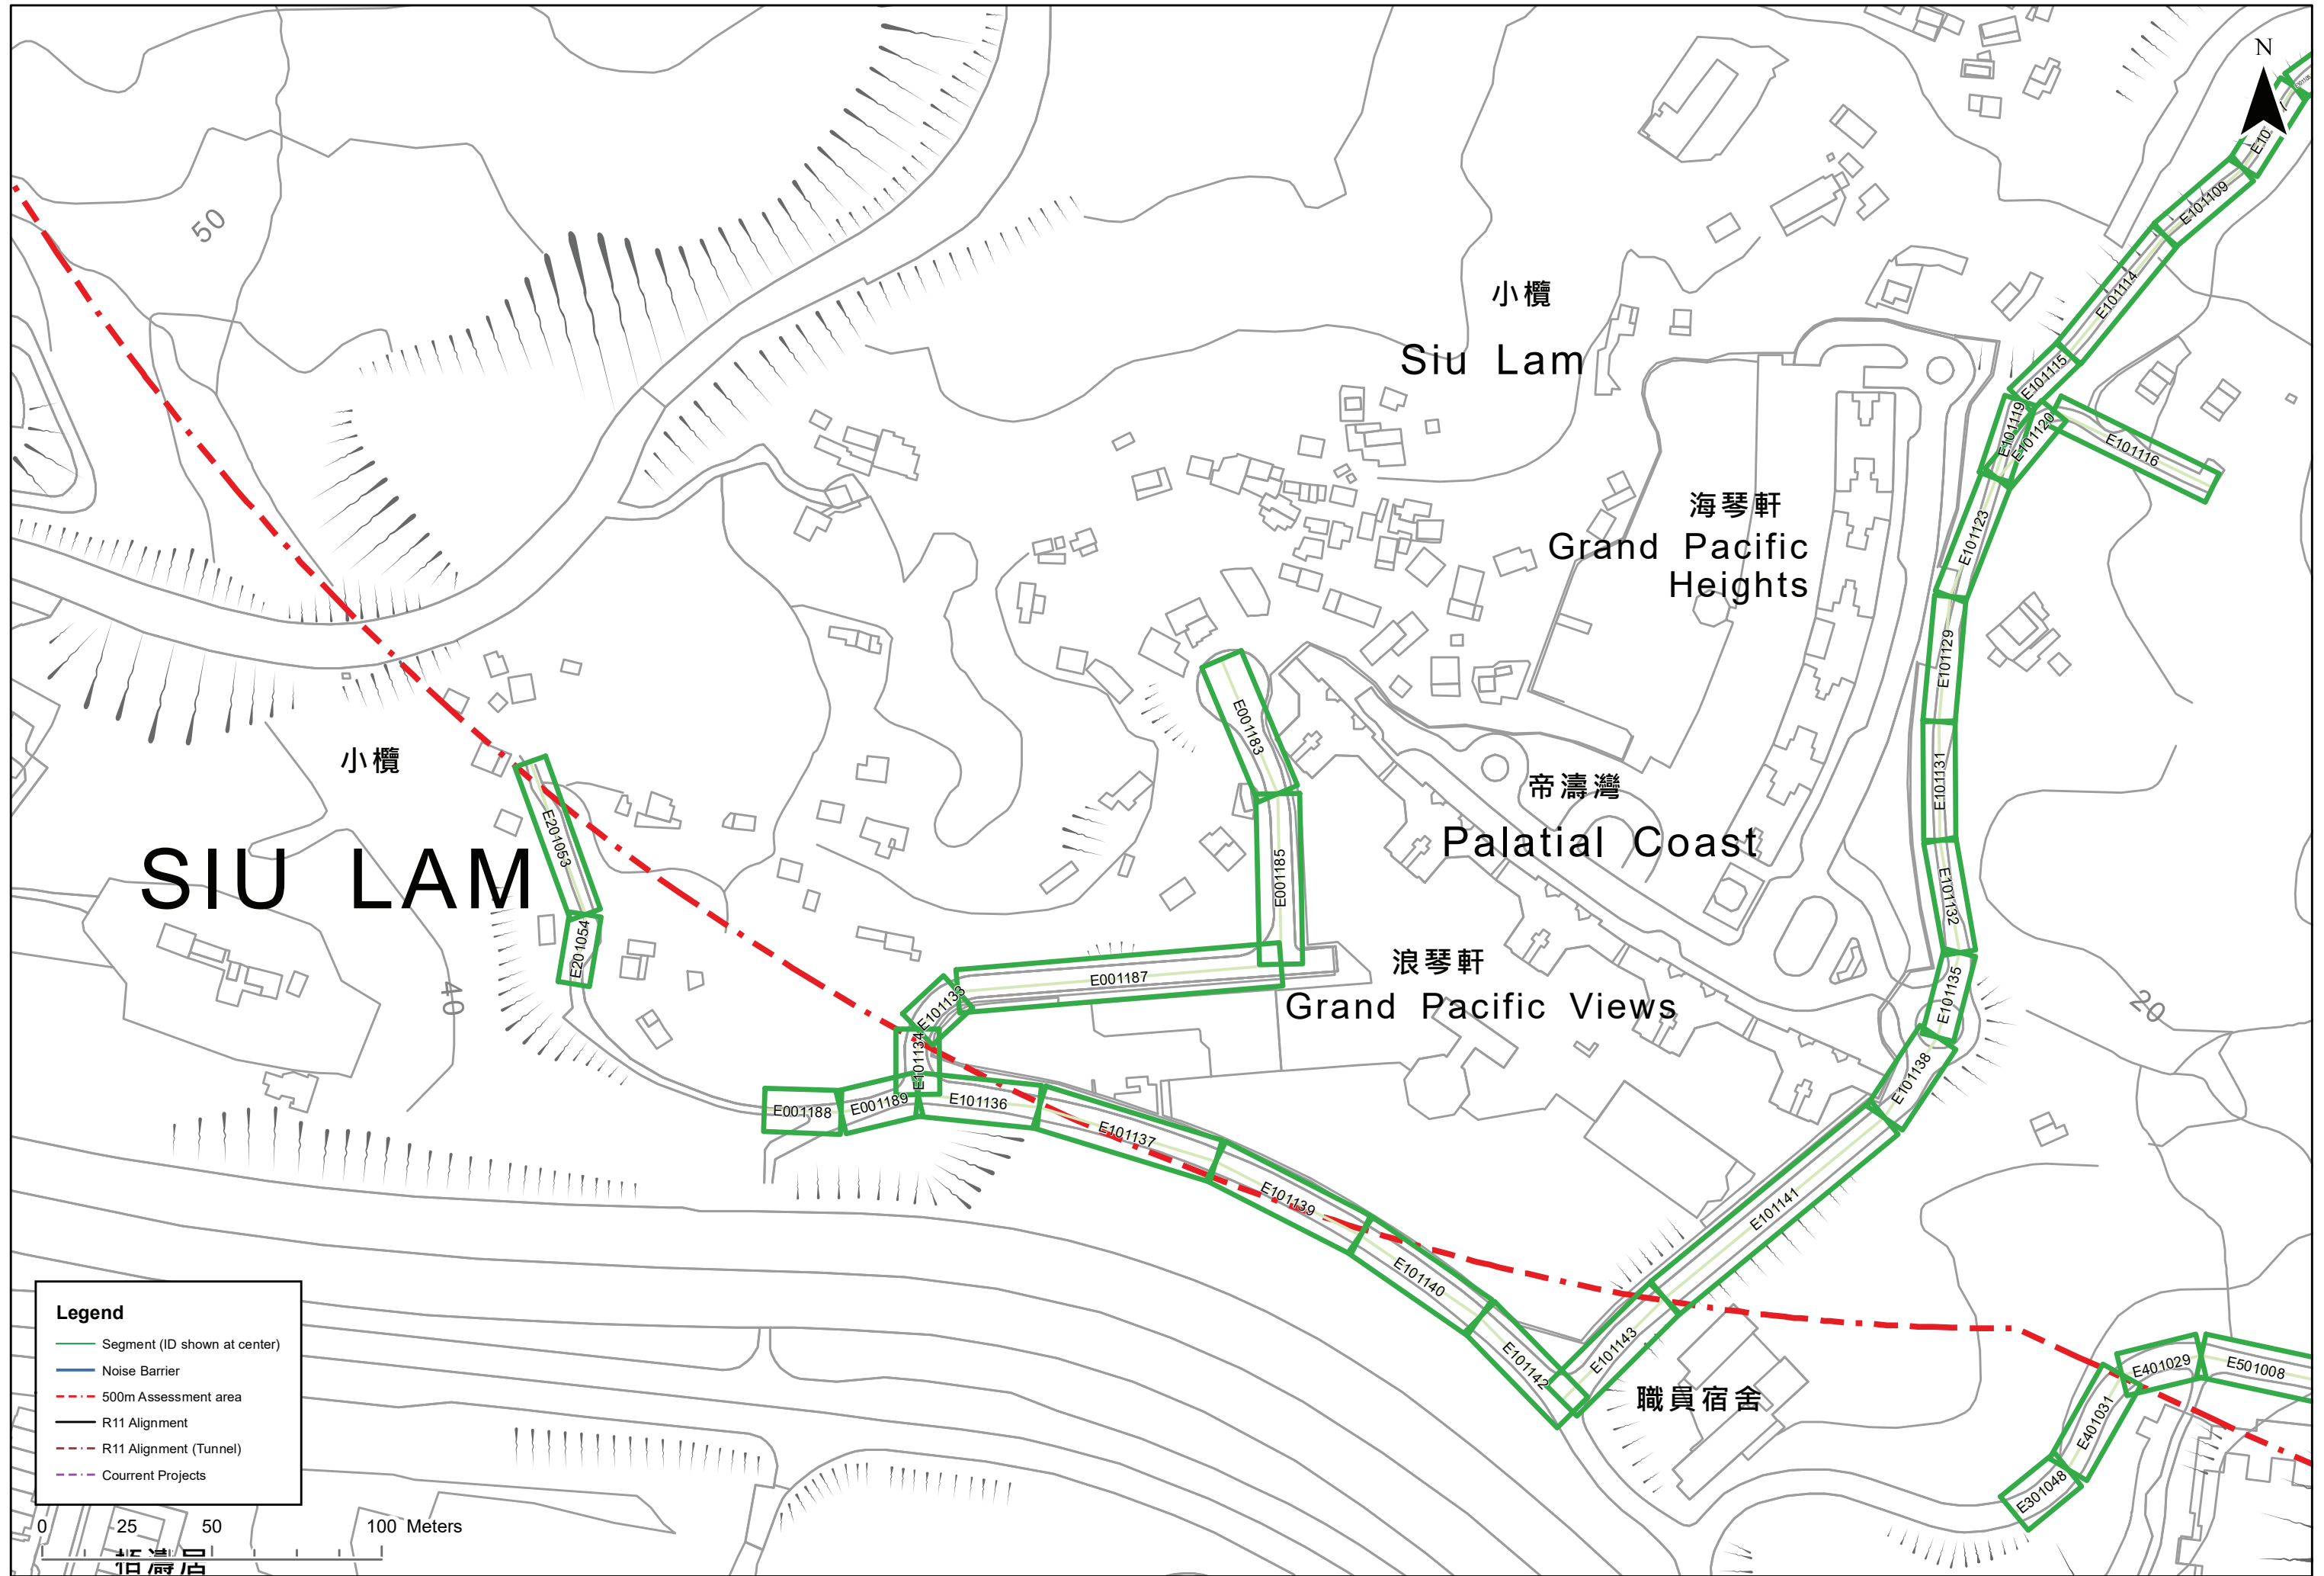 N
E101109
E101114
E101115
E101119
E101120
E101116
E101123
E101129
E101131
E101132
E101135
E101138
E101141
E101143
E101142
E101140
E101139
E101137
E101136
E101134
E101133
E001189
E001188
E001187
E001185
E001183
E201053
E201054
E401029
E501008
E401031
E301048
50
40
20
小欖
Siu Lam
海琴軒
Grand Pacific
Heights
帝濤灣
Palatial Coast
浪琴軒
Grand Pacific Views
小欖
SIU LAM
職員宿舍
Legend
Segment (ID shown at center)
Noise Barrier
500m Assessment area
R11 Alignment
R11 Alignment (Tunnel)
Courrent Projects
0 25 50 100 Meters